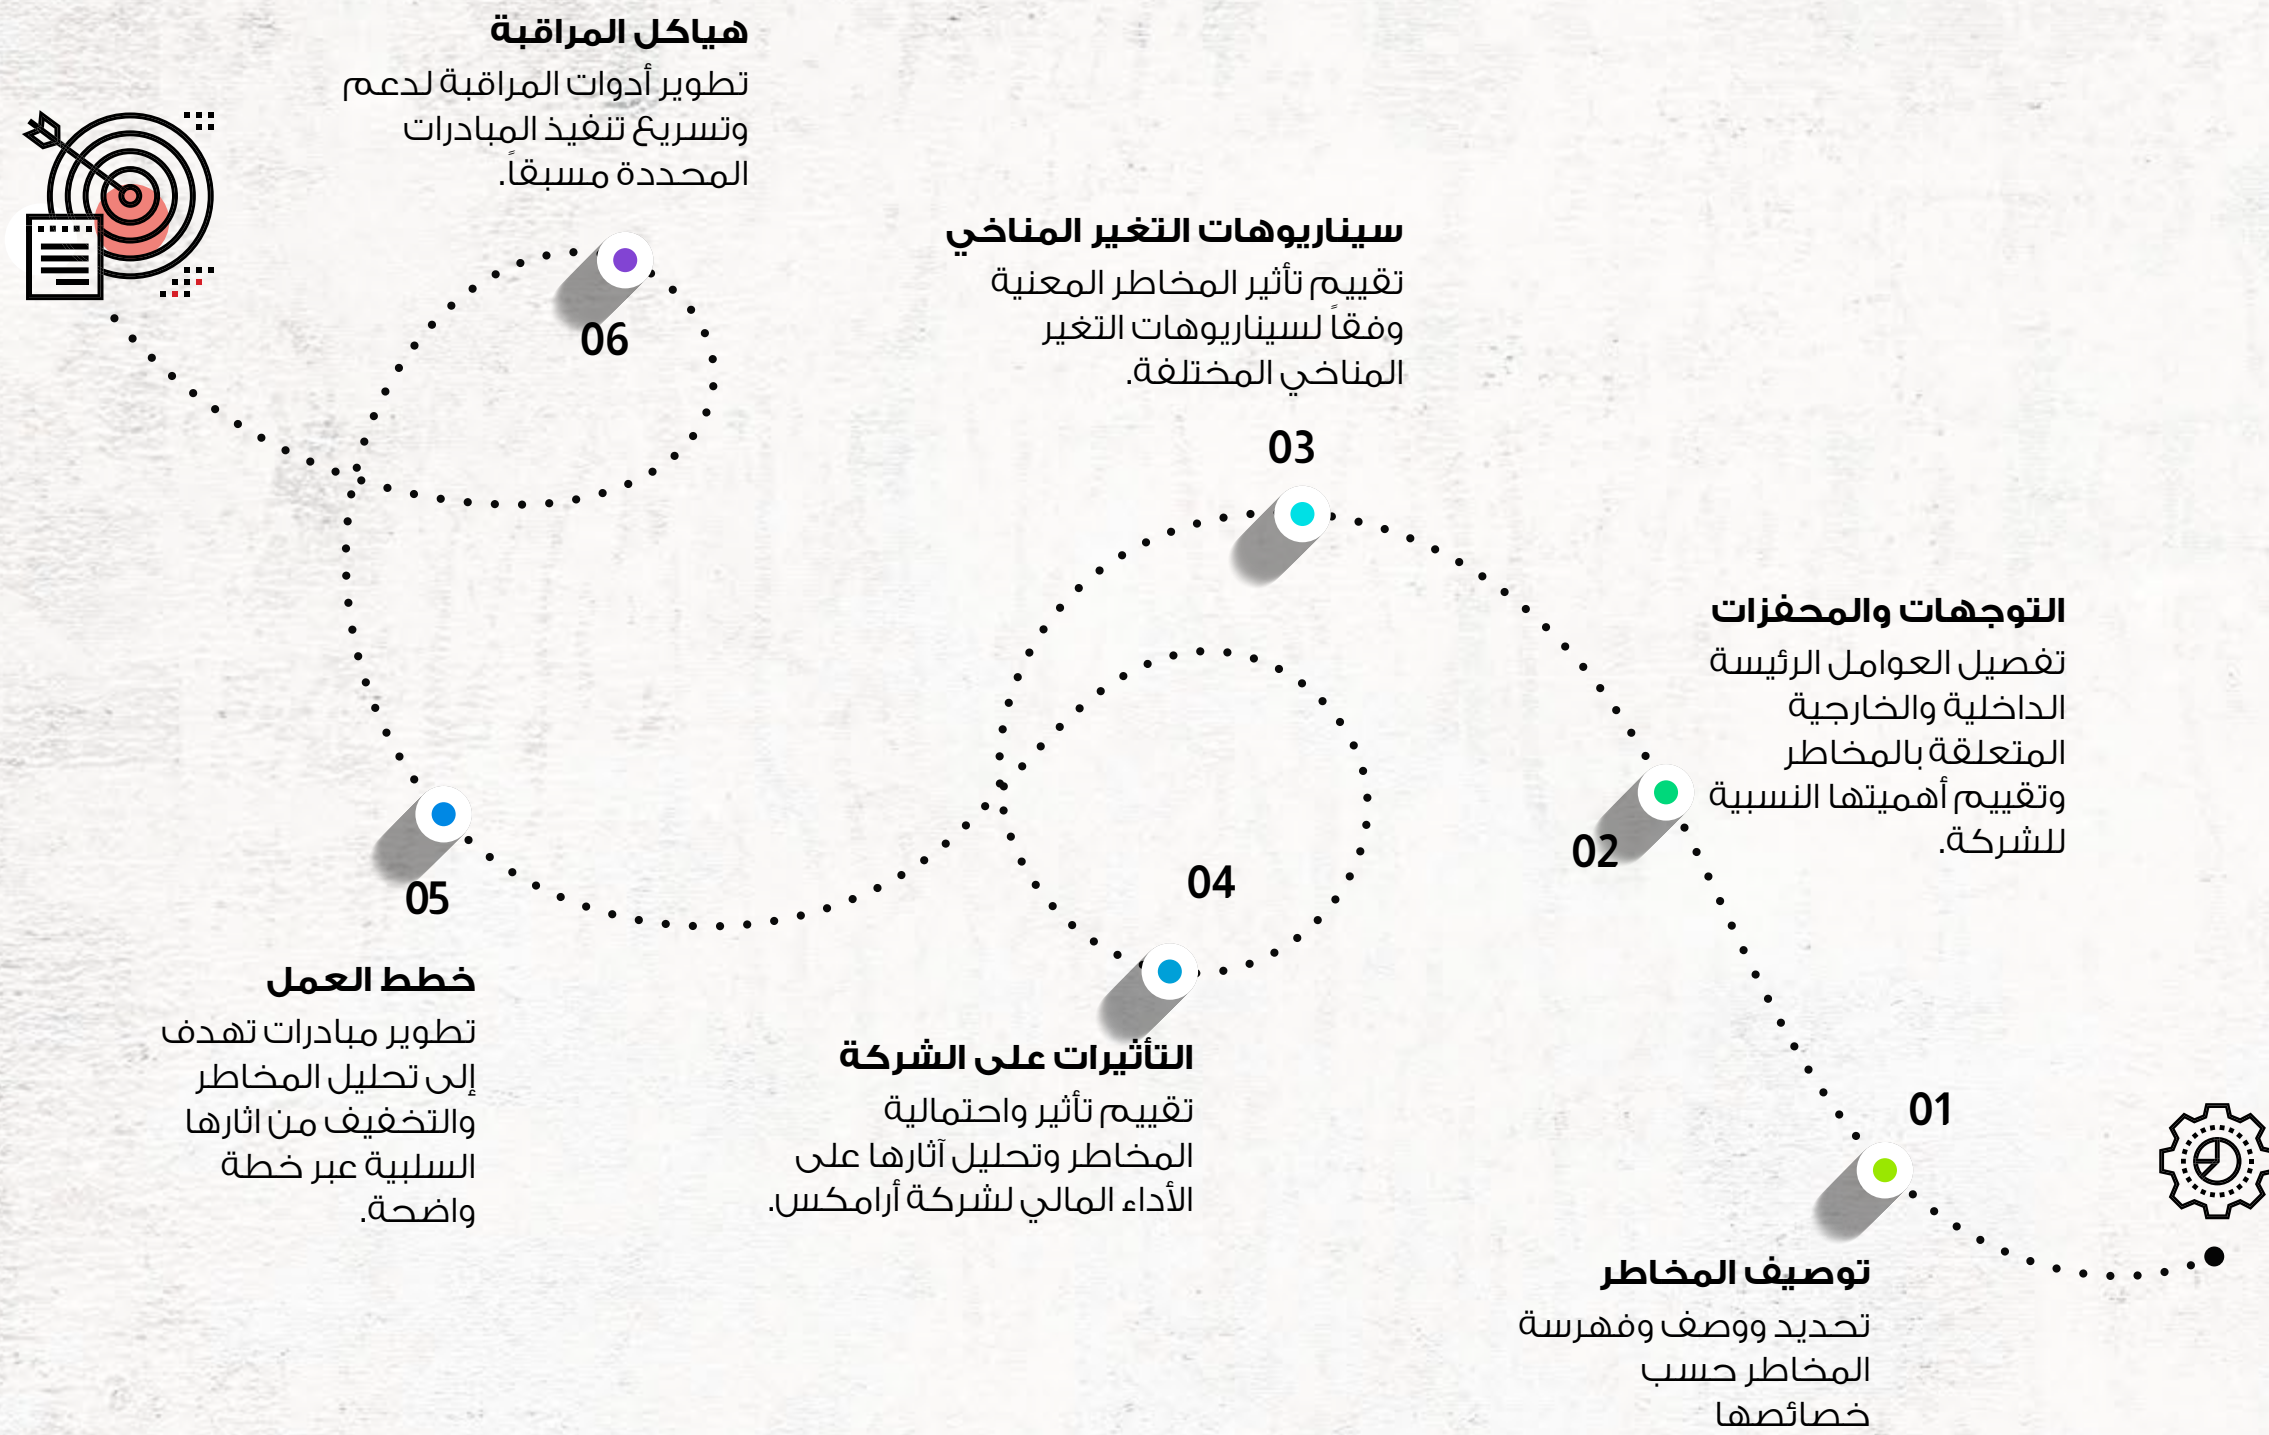 01
توصيف المخاطر
تحديد ووصف وفهرسة
المخاطر حسب
خصائصها
02
التوجهات والمحفزات
تفصيل العوامل الرئيسة
الداخلية والخارجية
المتعلقة بالمخاطر
وتقييم أهميتها النسبية
للشركة.
03
سيناريوهات التغير المناخي
تقييم تأثير المخاطر المعنية
وفقاً لسيناريوهات التغير
المناخي المختلفة.
04
التأثيرات على الشركة
تقييم تأثير واحتمالية
المخاطر وتحليل آثارها على
الأداء المالي لشركة أرامكس.
05
خطط العمل
تطوير مبادرات تهدف
إلى تحليل المخاطر
والتخفيف من اثارها
السلبية عبر خطة
واضحة.
06
هياكل المراقبة
تطوير أدوات المراقبة لدعم
وتسريع تنفيذ المبادرات
المحددة مسبقاً.